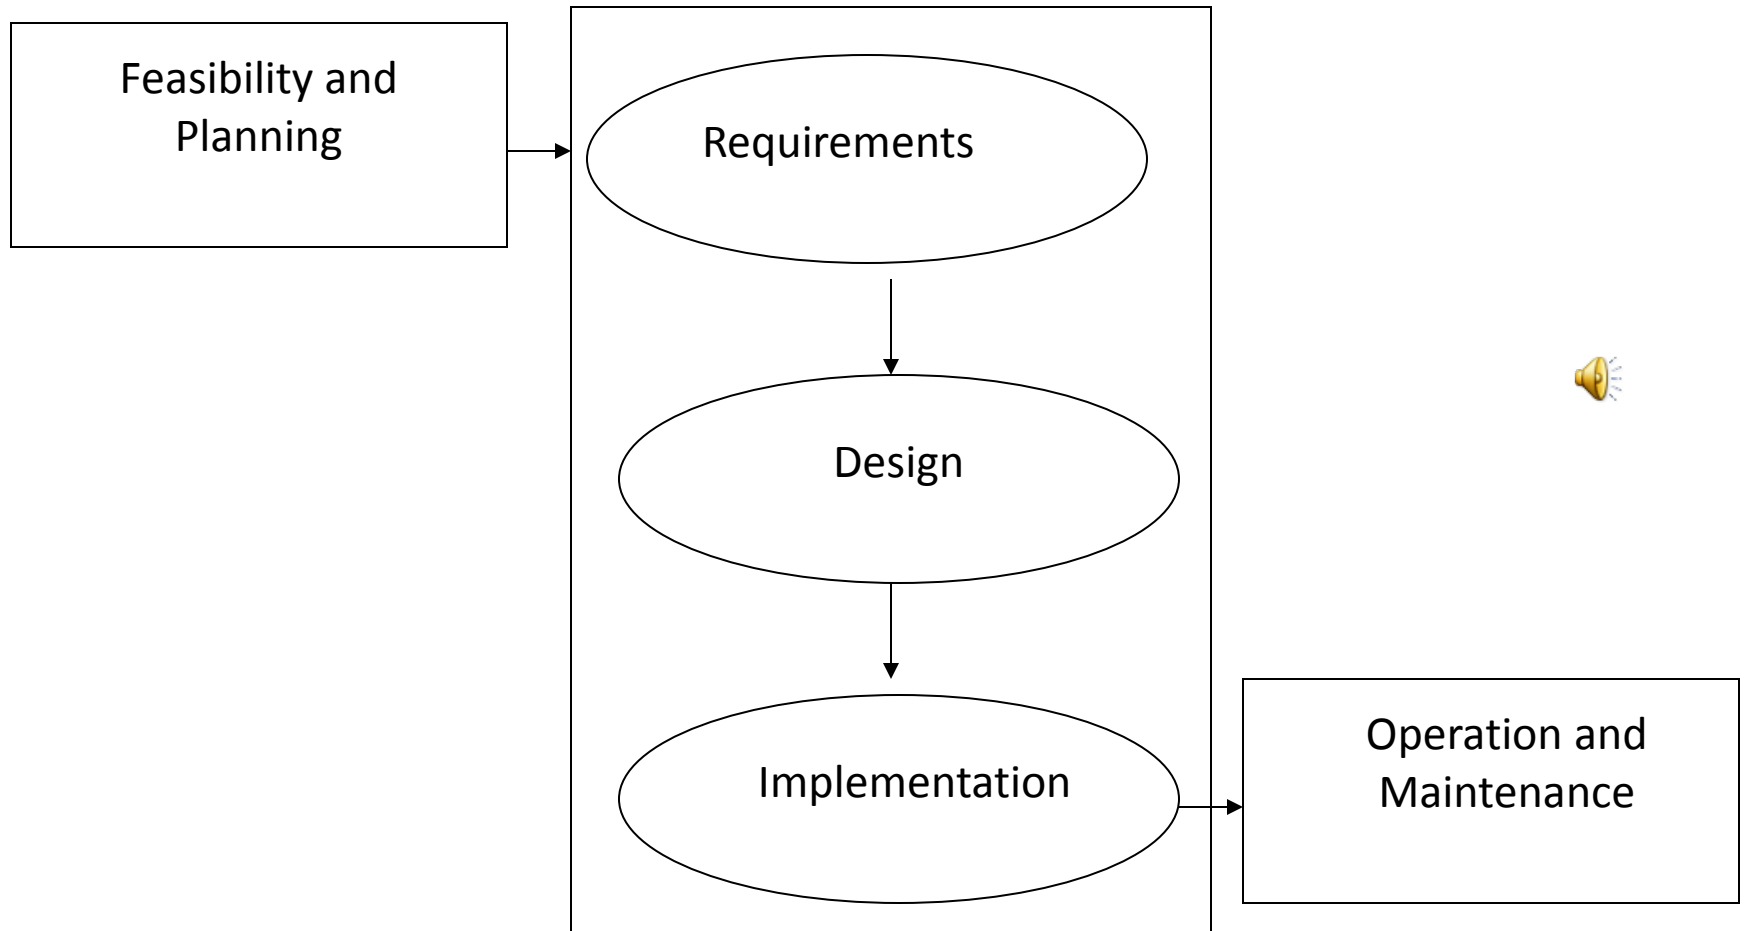 Feasibility and
Planning
Requirements
Design
Implementation
Operation and
Maintenance